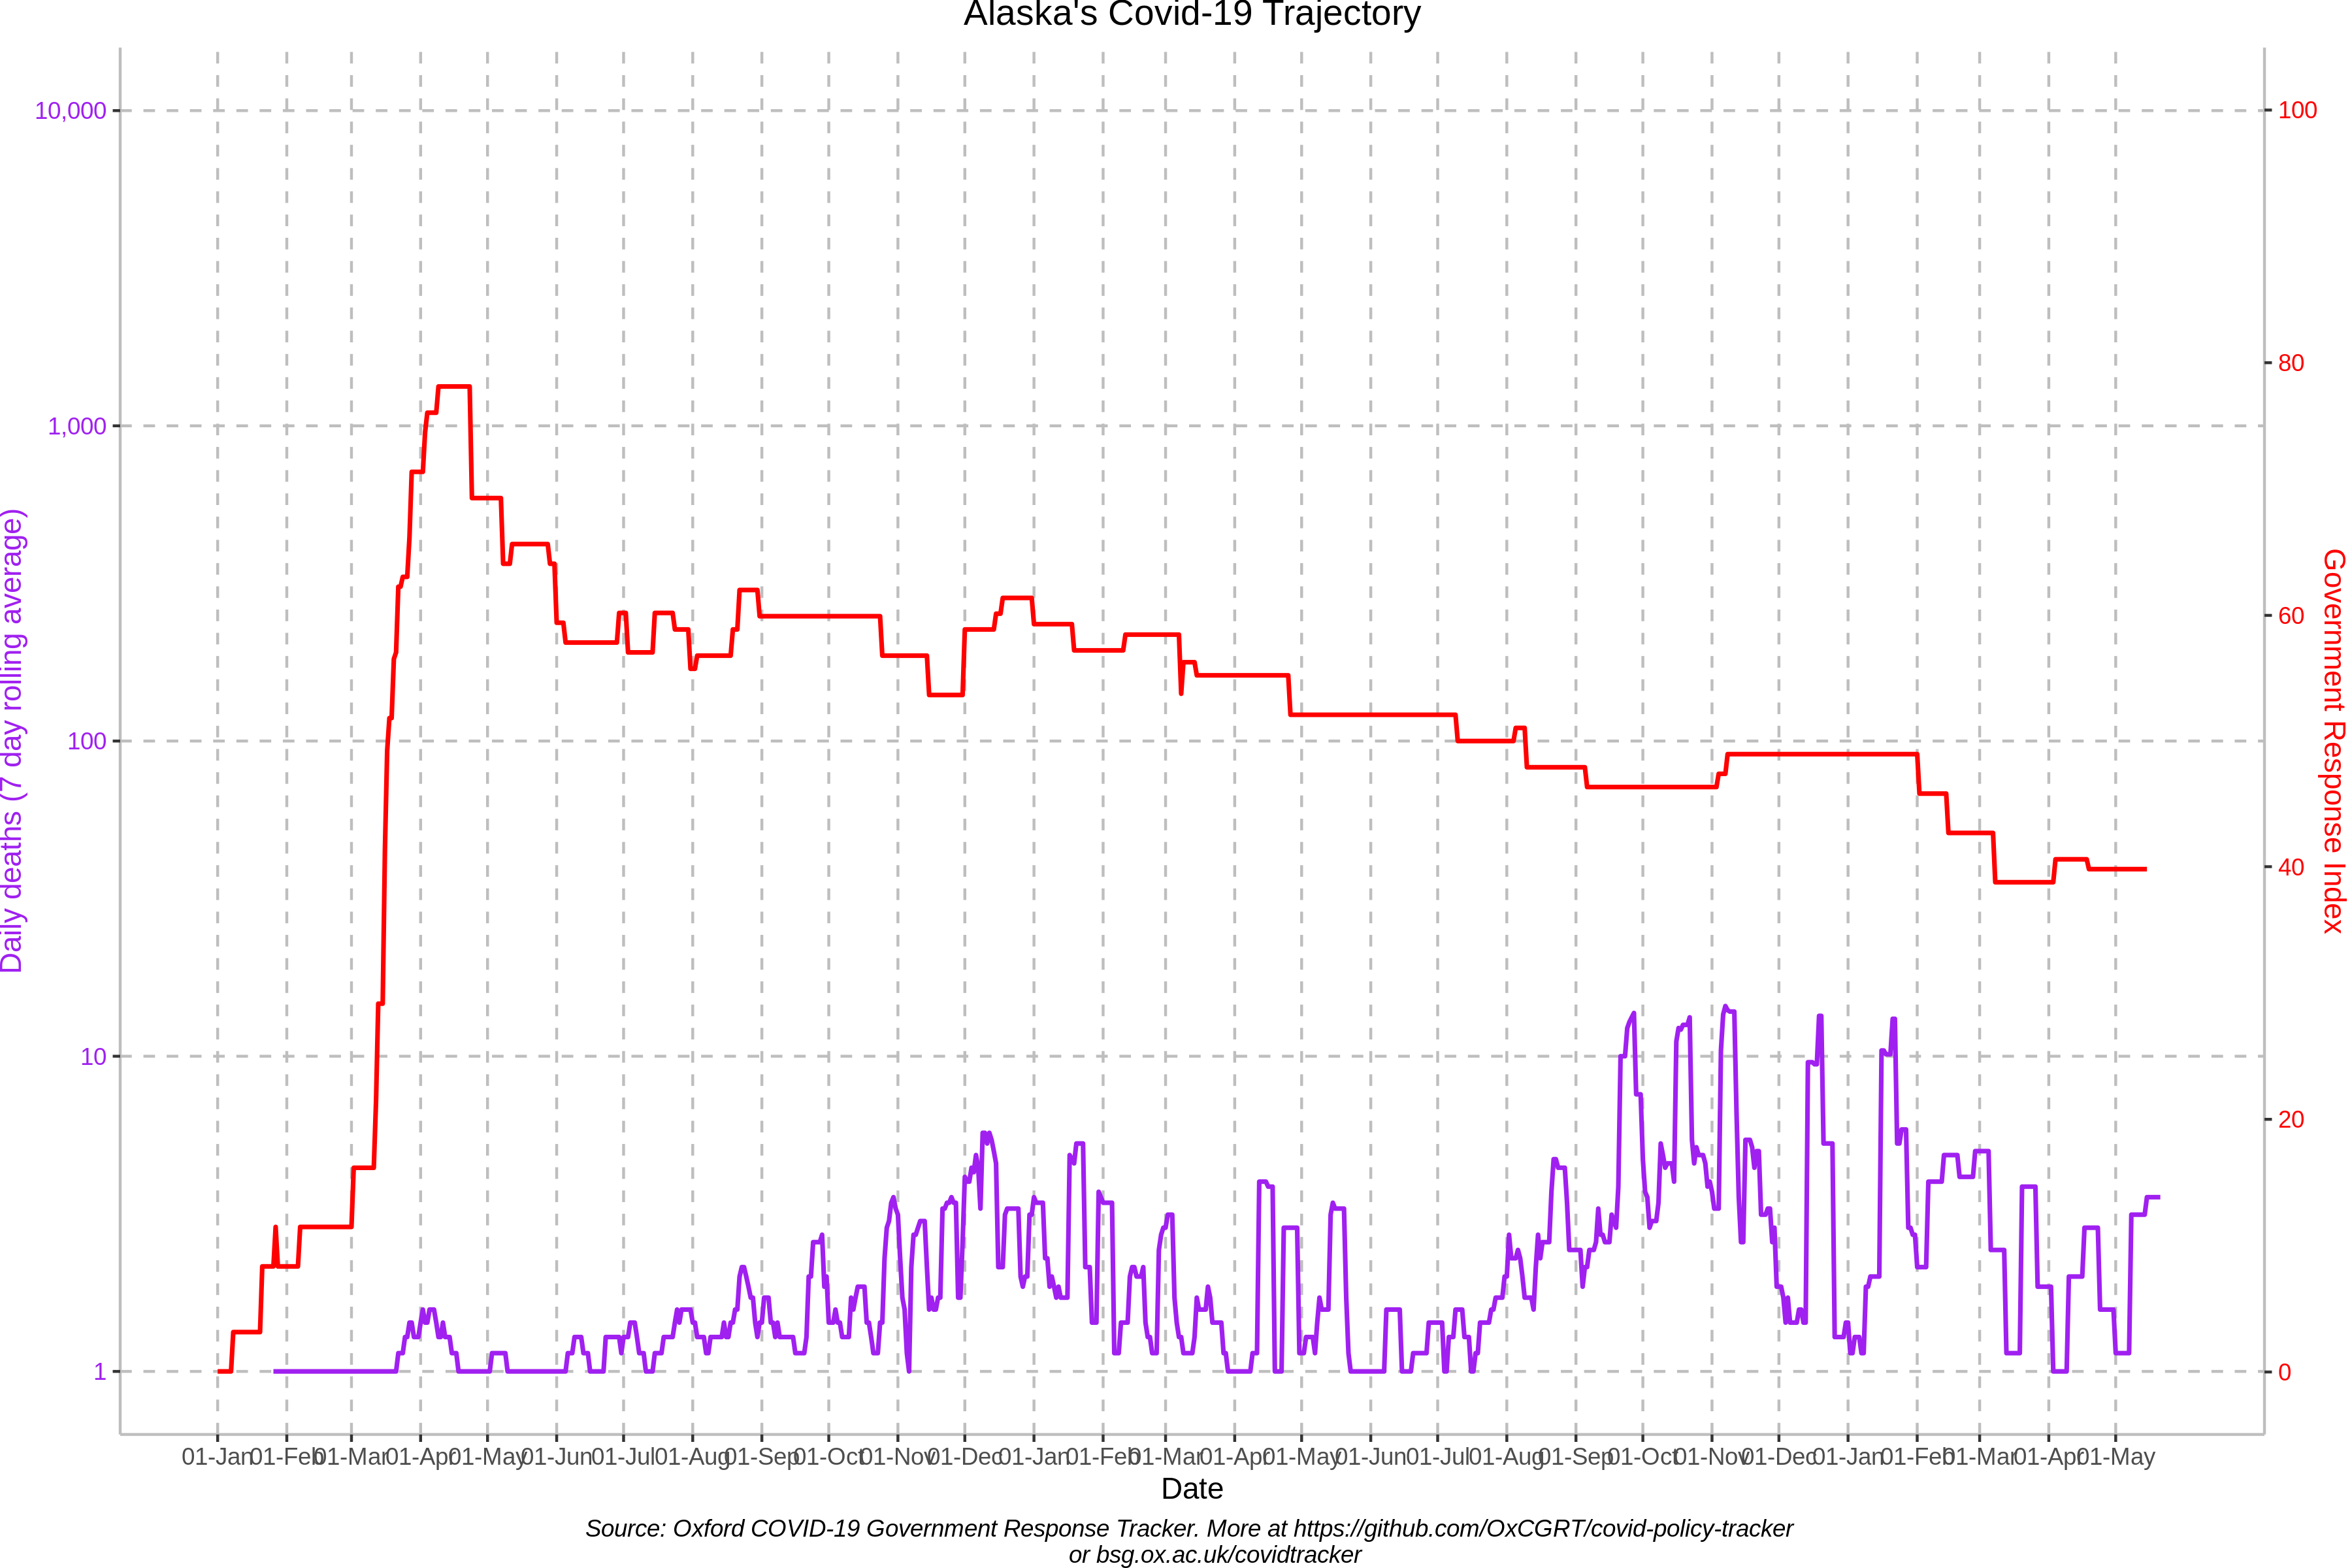 Alaska's Covid-19 Trajectory
10,000
1,000
100
10
1
Daily deaths (7 day rolling average)
100
80
60
40
20
0
Government Response Index
01-Jan
01-Feb
01-Mar
01-Apr
01-May
01-Jun
01-Jul
01-Aug
01-Sep
01-Oct
01-Nov
01-Dec
01-Jan
01-Feb
01-Mar
01-Apr
01-May
01-Jun
01-Jul
01-Aug
01-Sep
01-Oct
01-Nov
01-Dec
01-Jan
01-Feb
01-Mar
01-Apr
01-May
Date
Source: Oxford COVID-19 Government Response Tracker. More at https://github.com/OxCGRT/covid-policy-tracker
or bsg.ox.ac.uk/covidtracker